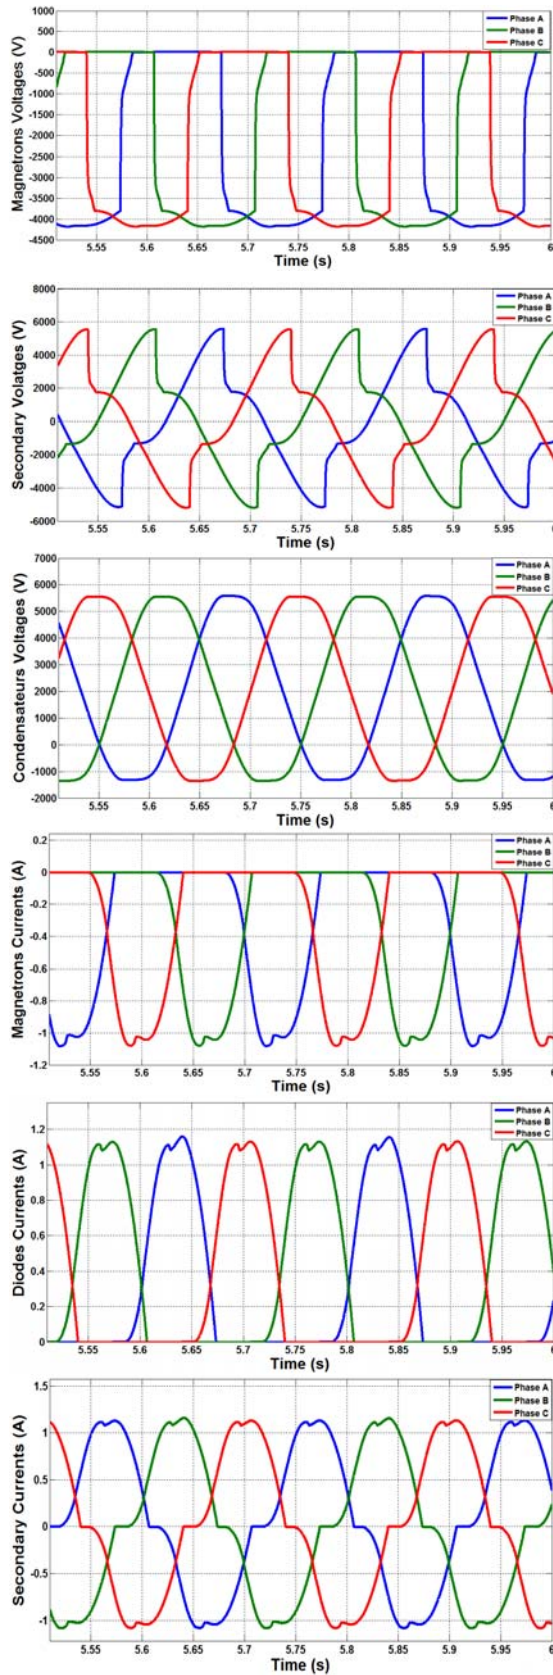 1000
500
0
-500
-1000
-1500
-2000
-2500
-3000
-3500
-4000
-4500
Magnetrons Voltages (V)
Phase A
Phase B
Phase C
5.55 5.6 5.65 5.7 5.75 5.8 5.85 5.9 5.95 6
Time (s)
8000
6000
4000
2000
0
-2000
-4000
-6000
Secondary Volatges (V)
Phase A
Phase B
Phase C
5.55 5.6 5.65 5.7 5.75 5.8 5.85 5.9 5.95 6
Time (s)
7000
6000
5000
4000
3000
2000
1000
0
-1000
-2000
Condensateurs Voltages (V)
Phase A
Phase B
Phase C
5.55 5.6 5.65 5.7 5.75 5.8 5.85 5.9 5.95 6
Time (s)
0.2
0
-0.2
-0.4
-0.6
-0.8
-1
-1.2
Magnetrons Currents (A)
Phase A
Phase B
Phase C
5.55 5.6 5.65 5.7 5.75 5.8 5.85 5.9 5.95 6
Time (s)
1.2
1
0.8
0.6
0.4
0.2
0
Diodes Currents (A)
Phase A
Phase B
Phase C
5.55 5.6 5.65 5.7 5.75 5.8 5.85 5.9 5.95 6
Time (s)
1.5
1
0.5
0
-0.5
-1
Secondary Currents (A)
Phase A
Phase B
Phase C
5.55 5.6 5.65 5.7 5.75 5.8 5.85 5.9 5.95 6
Time (s)